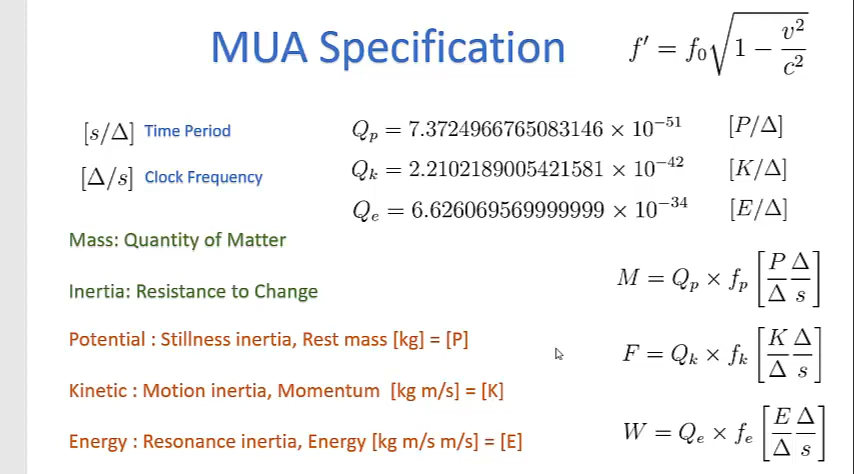 MUA Specification
f′ = f₀√(1 − v²/c²)
[s/Δ] Time Period
[Δ/s] Clock Frequency
Qₚ = 7.3724966765083146 × 10⁻⁵¹ [P/Δ]
Qₖ = 2.2102189005421581 × 10⁻⁴² [K/Δ]
Qₑ = 6.626069569999999 × 10⁻³⁴ [E/Δ]
Mass: Quantity of Matter
Inertia: Resistance to Change
Potential : Stillness inertia, Rest mass [kg] = [P]
Kinetic : Motion inertia, Momentum [kg m/s] = [K]
Energy : Resonance inertia, Energy [kg m/s m/s] = [E]
M = Qₚ × fₚ [P/Δ Δ/s]
F = Qₖ × fₖ [K/Δ Δ/s]
W = Qₑ × fₑ [E/Δ Δ/s]